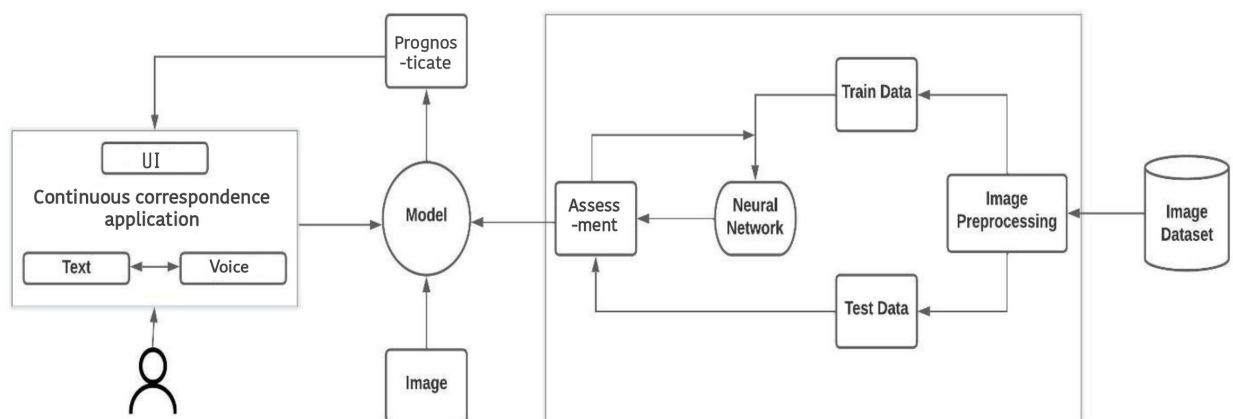 Prognos
-ticate
UI
Continuous correspondence
application
Text
Voice
Model
Image
Assess
-ment
Neural
Network
Train Data
Test Data
Image
Preprocessing
Image
Dataset